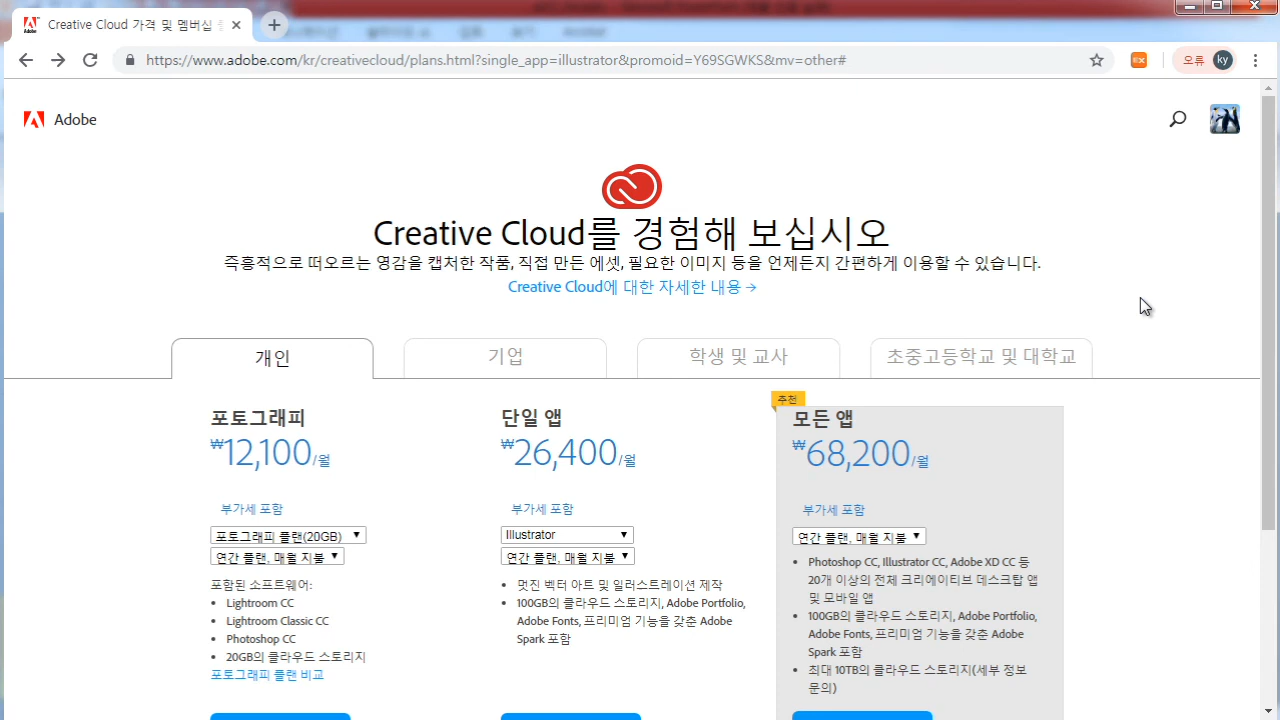 Creative Cloud 가격 및 멤버십
https://www.adobe.com/kr/creativecloud/plans.html?single_app=illustrator&promoid=Y69SGWKS&mv=other#
오류
ky
Adobe
Creative Cloud를 경험해 보십시오
즉흥적으로 떠오르는 영감을 캡처한 작품, 직접 만든 에셋, 필요한 이미지 등을 언제든지 간편하게 이용할 수 있습니다.
Creative Cloud에 대한 자세한 내용 →
개인
기업
학생 및 교사
초중고등학교 및 대학교
포토그래피
₩12,100/월
부가세 포함
포토그래피 플랜(20GB)
연간 플랜, 매월 지불
포함된 소프트웨어:
Lightroom CC
Lightroom Classic CC
Photoshop CC
20GB의 클라우드 스토리지
포토그래피 플랜 비교
단일 앱
₩26,400/월
부가세 포함
Illustrator
연간 플랜, 매월 지불
멋진 벡터 아트 및 일러스트레이션 제작
100GB의 클라우드 스토리지, Adobe Portfolio,
Adobe Fonts, 프리미엄 기능을 갖춘 Adobe
Spark 포함
추천
모든 앱
₩68,200/월
부가세 포함
연간 플랜, 매월 지불
Photoshop CC, Illustrator CC, Adobe XD CC 등
20개 이상의 전체 크리에이티브 데스크탑 앱
및 모바일 앱
100GB의 클라우드 스토리지, Adobe Portfolio,
Adobe Fonts, 프리미엄 기능을 갖춘 Adobe
Spark 포함
최대 10TB의 클라우드 스토리지(세부 정보
문의)